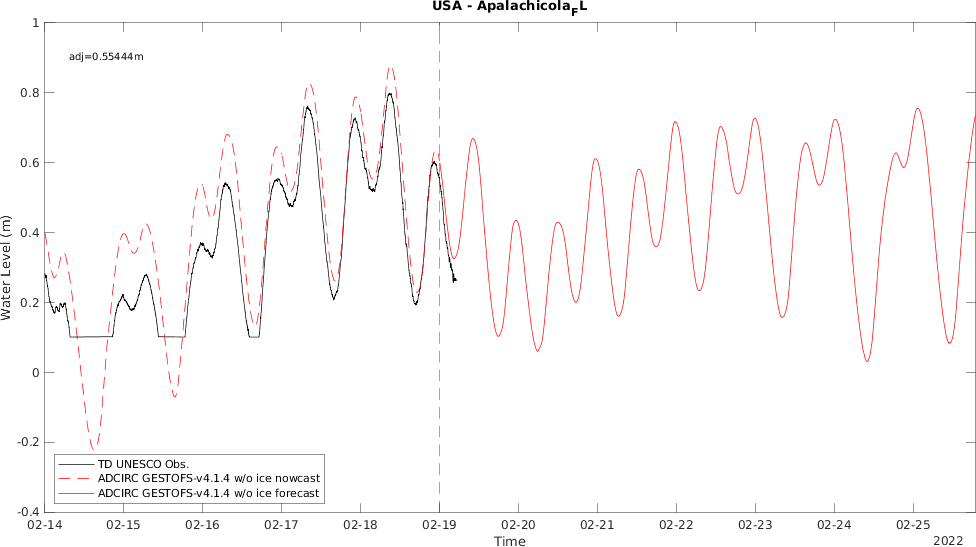 USA - ApalachicolaFL
adj=0.55444m
1
0.8
0.6
0.4
0.2
0
-0.2
-0.4
Water Level (m)
TD UNESCO Obs.
ADCIRC GESTOFS-v4.1.4 w/o ice nowcast
ADCIRC GESTOFS-v4.1.4 w/o ice forecast
02-14 02-15 02-16 02-17 02-18 02-19 02-20 02-21 02-22 02-23 02-24 02-25
Time
2022